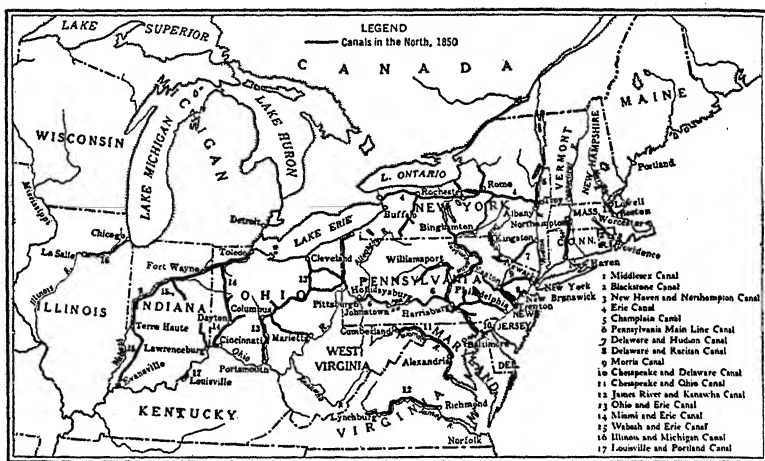 LEGEND
Canals in the North, 1850
LAKE SUPERIOR
CANADA
MAINE
MICHIGAN
WISCONSIN
LAKE MICHIGAN
LAKE HURON
VERMONT
NEW HAMPSHIRE
L. ONTARIO
Rome
Portland
Rochester
Mississippi
Buffalo
NEW YORK
Albany
Troy
Lowell
Boston
MASS.
Worcester
Detroit
LAKE ERIE
Binghamton
Northampton
Chicago
Kingston
CONN.
Providence
La Salle
Toledo
Cleveland
Williamsport
Fort Wayne
New York
New Brunswick
Illinois R.
ILLINOIS
INDIANA
OHIO
PENNSYLVANIA
Pittsburgh
Hollidaysburg
Johnstown
Harrisburg
Philadelphia
NEW JERSEY
Dayton
Columbus
Terre Haute
Cincinnati
Marietta
Cumberland
Baltimore
Lawrenceburg
WEST VIRGINIA
MARYLAND
DEL.
Evansville
Louisville
Ohio
Portsmouth
Alexandria
KENTUCKY
Lynchburg
Richmond
VIRGINIA
Norfolk
1 Middlesex Canal
2 Blackstone Canal
3 New Haven and Northampton Canal
4 Erie Canal
5 Champlain Canal
6 Pennsylvania Main Line Canal
7 Delaware and Hudson Canal
8 Delaware and Raritan Canal
9 Morris Canal
10 Chesapeake and Delaware Canal
11 Chesapeake and Ohio Canal
12 James River and Kanawha Canal
13 Ohio and Erie Canal
14 Miami and Erie Canal
15 Wabash and Erie Canal
16 Illinois and Michigan Canal
17 Louisville and Portland Canal